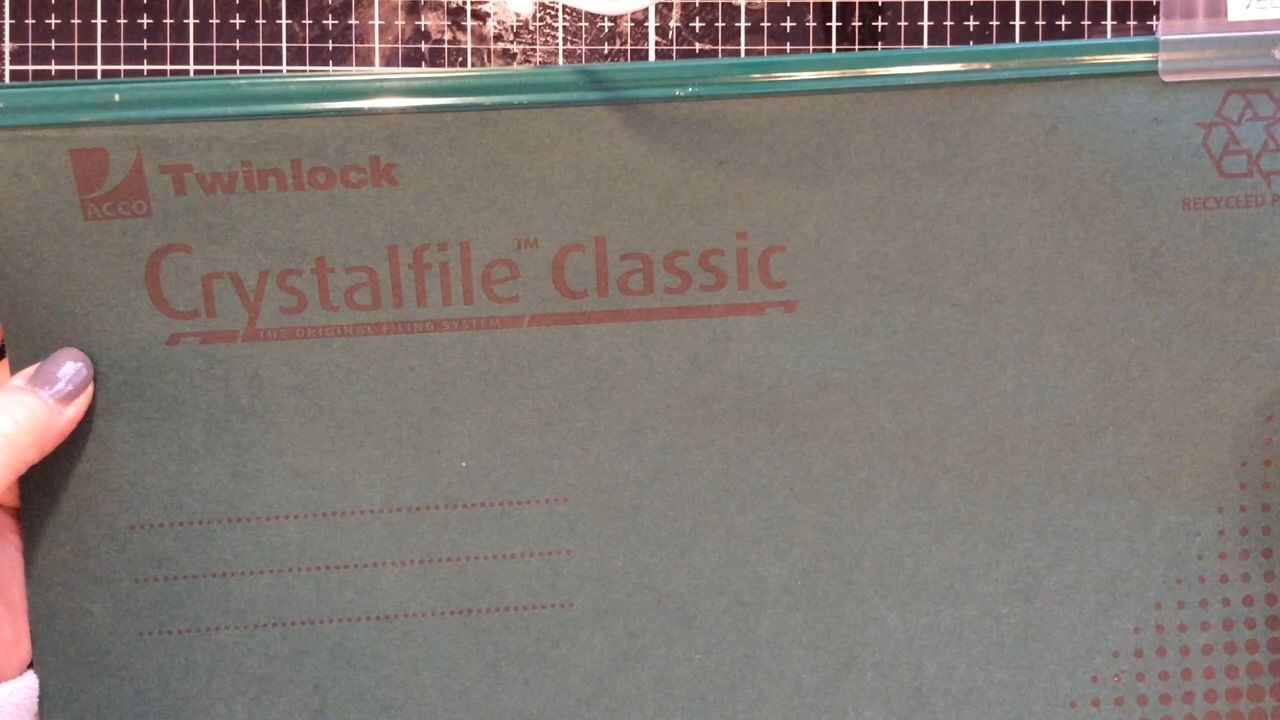 Twinlock
ACCO
Crystalfile™ Classic
THE ORIGINAL FILING SYSTEM
RECYCLED